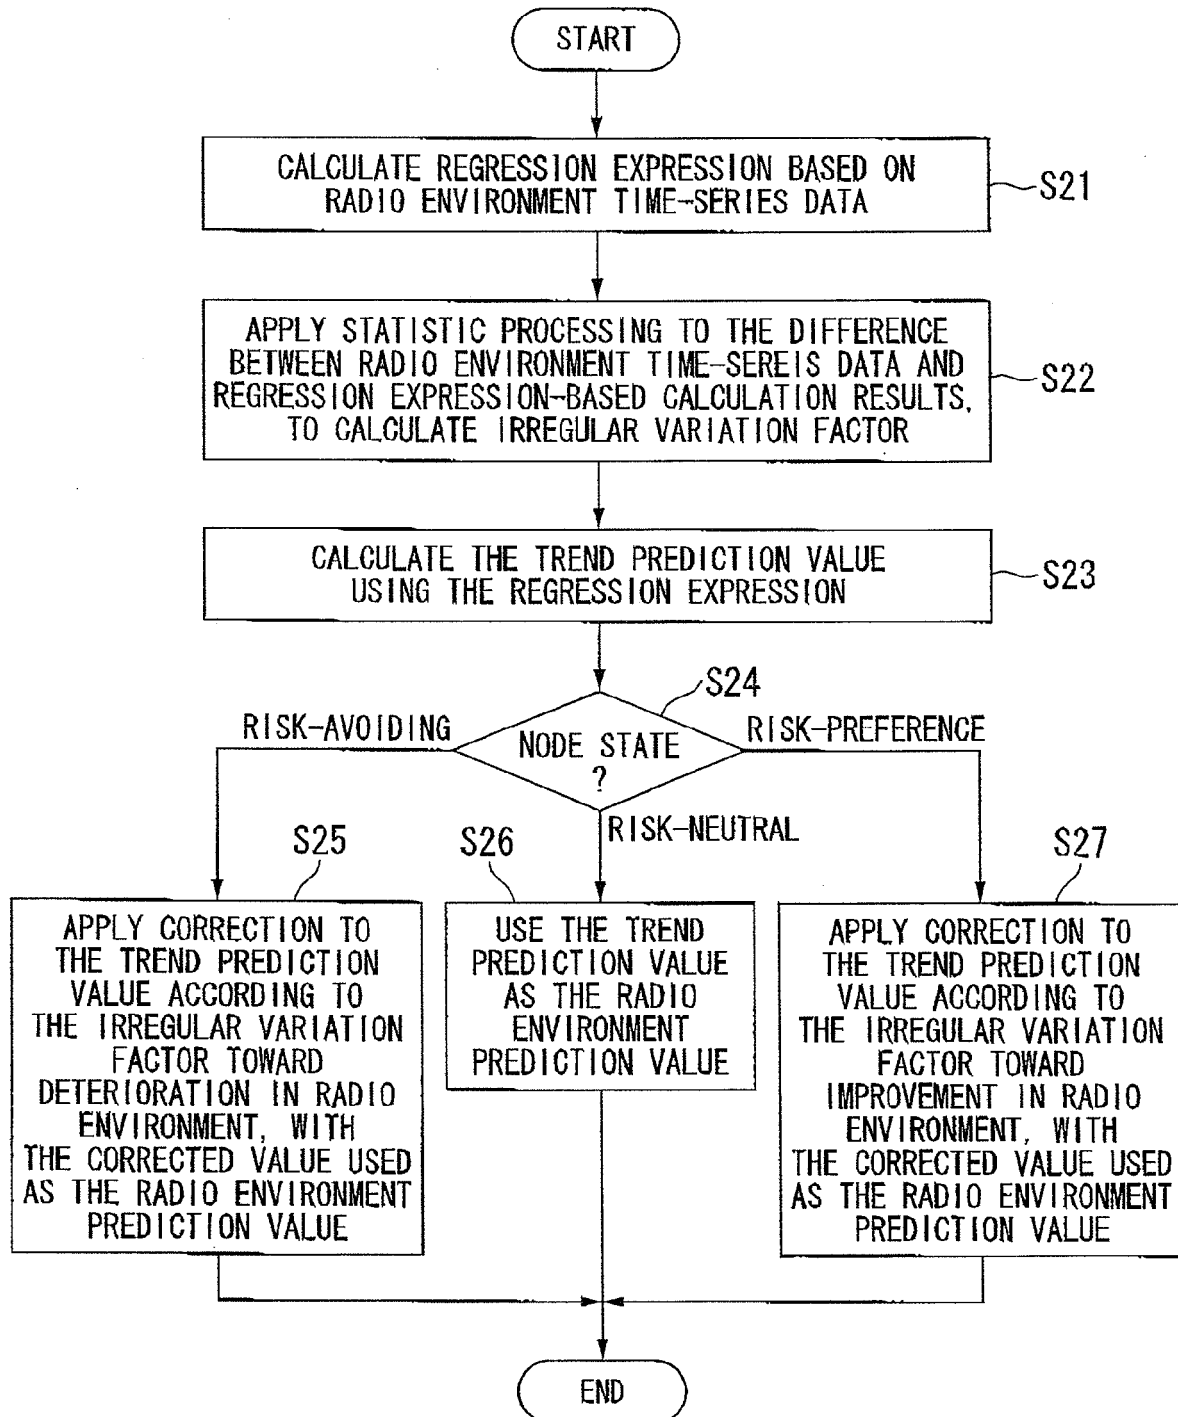 START
CALCULATE REGRESSION EXPRESSION BASED ON
RADIO ENVIRONMENT TIME-SERIES DATA
S21
APPLY STATISTIC PROCESSING TO THE DIFFERENCE
BETWEEN RADIO ENVIRONMENT TIME-SEREIS DATA AND
REGRESSION EXPRESSION-BASED CALCULATION RESULTS,
TO CALCULATE IRREGULAR VARIATION FACTOR
S22
CALCULATE THE TREND PREDICTION VALUE
USING THE REGRESSION EXPRESSION
S23
S24
RISK-AVOIDING
NODE STATE
?
RISK-PREFERENCE
RISK-NEUTRAL
S25
APPLY CORRECTION TO
THE TREND PREDICTION
VALUE ACCORDING TO
THE IRREGULAR VARIATION
FACTOR TOWARD
DETERIORATION IN RADIO
ENVIRONMENT, WITH
THE CORRECTED VALUE USED
AS THE RADIO ENVIRONMENT
PREDICTION VALUE
S26
USE THE TREND
PREDICTION VALUE
AS THE RADIO
ENVIRONMENT
PREDICTION VALUE
S27
APPLY CORRECTION TO
THE TREND PREDICTION
VALUE ACCORDING TO
THE IRREGULAR VARIATION
FACTOR TOWARD
IMPROVEMENT IN RADIO
ENVIRONMENT, WITH
THE CORRECTED VALUE USED
AS THE RADIO ENVIRONMENT
PREDICTION VALUE
END